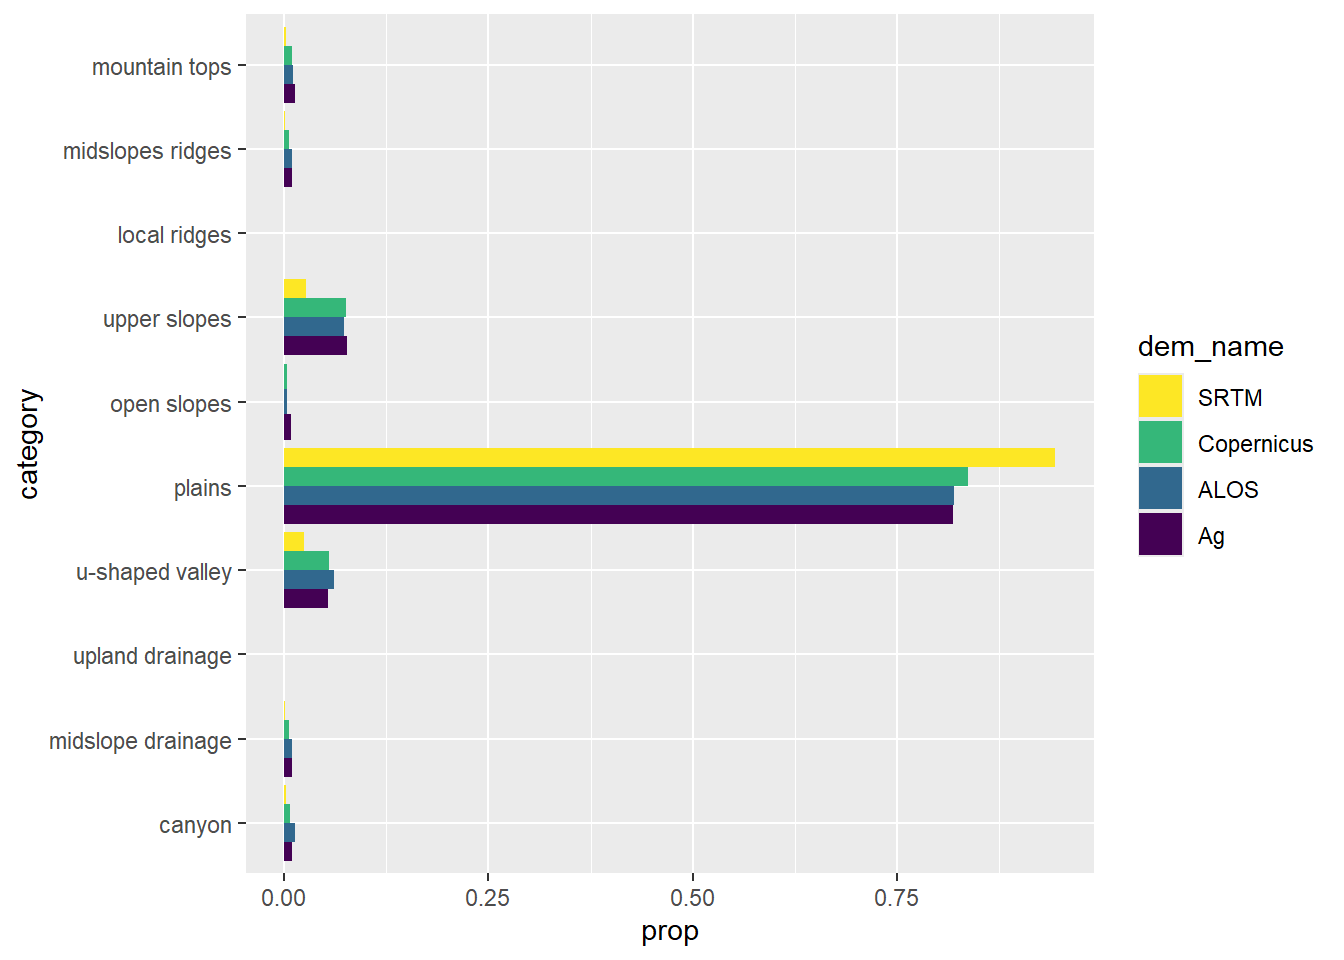 mountain tops
midslopes ridges
local ridges
upper slopes
open slopes
plains
u-shaped valley
upland drainage
midslope drainage
canyon
category
0.00 0.25 0.50 0.75
prop
dem_name
SRTM
Copernicus
ALOS
Ag